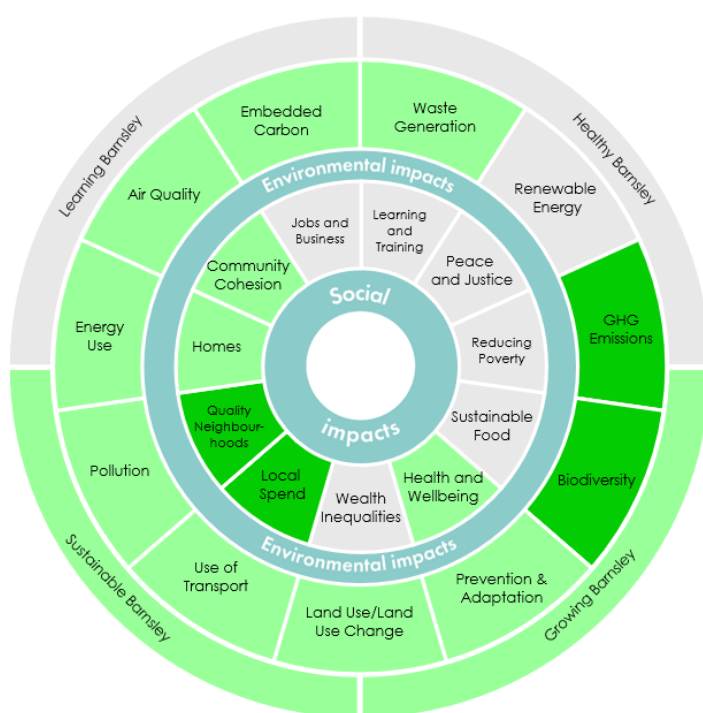 Learning Barnsley
Healthy Barnsley
Sustainable Barnsley
Growing Barnsley
Embedded
Carbon
Waste
Generation
Renewable
Energy
GHG
Emissions
Biodiversity
Prevention &
Adaptation
Land Use/Land
Use Change
Use of
Transport
Pollution
Energy
Use
Air Quality
Environmental impacts
Environmental impacts
Jobs and
Business
Learning
and
Training
Peace
and Justice
Reducing
Poverty
Sustainable
Food
Health and
Wellbeing
Wealth
Inequalities
Local
Spend
Quality
Neighbour-
hoods
Homes
Community
Cohesion
Social
impacts